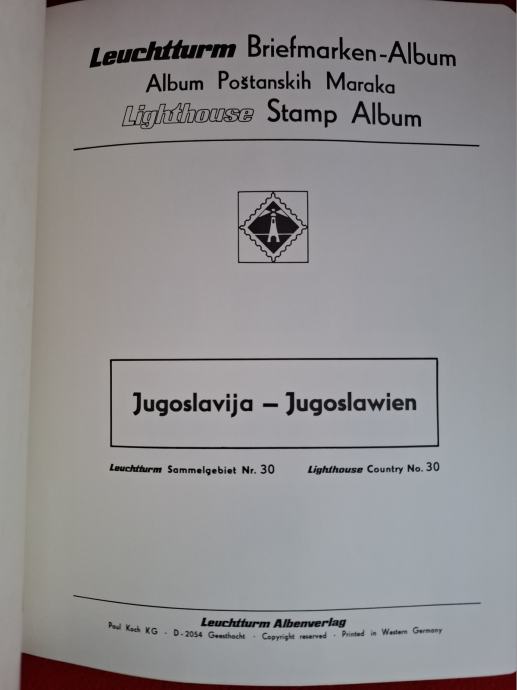 Leuchtturm Briefmarken-Album
Album Poštanskih Maraka
Lighthouse Stamp Album
Jugoslavija – Jugoslawien
Leuchtturm Sammelgebiet Nr. 30 Lighthouse Country No. 30
Leuchtturm Albenverlag
Paul Koch KG · D-2054 Geesthacht · Copyright reserved · Printed in Western Germany